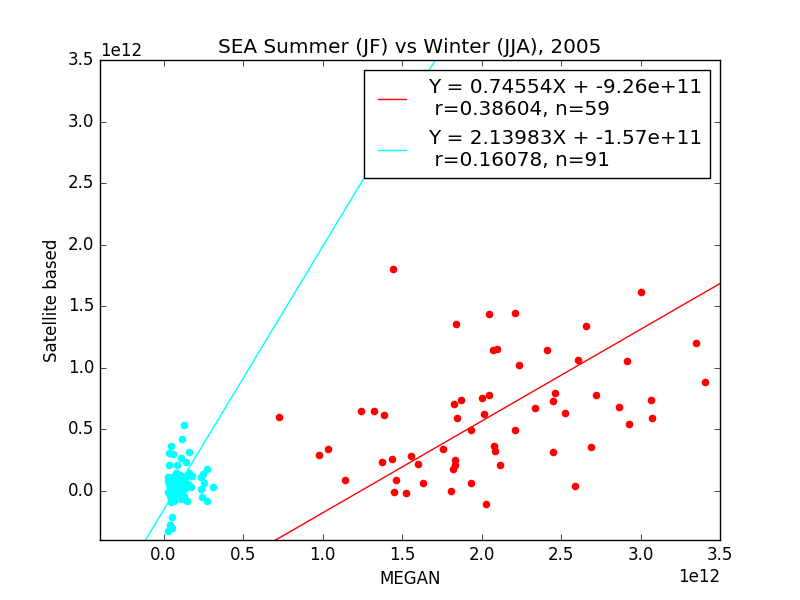 SEA Summer (JF) vs Winter (JJA), 2005
1e12
Y = 0.74554X + -9.26e+11
r=0.38604, n=59
Y = 2.13983X + -1.57e+11
r=0.16078, n=91
3.5
3.0
2.5
2.0
1.5
1.0
0.5
0.0
Satellite based
0.0 0.5 1.0 1.5 2.0 2.5 3.0 3.5
MEGAN
1e12